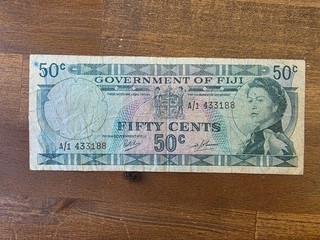 50c 50c
GOVERNMENT OF FIJI
A/1 433188
FIFTY CENTS
A/1 433188
50c